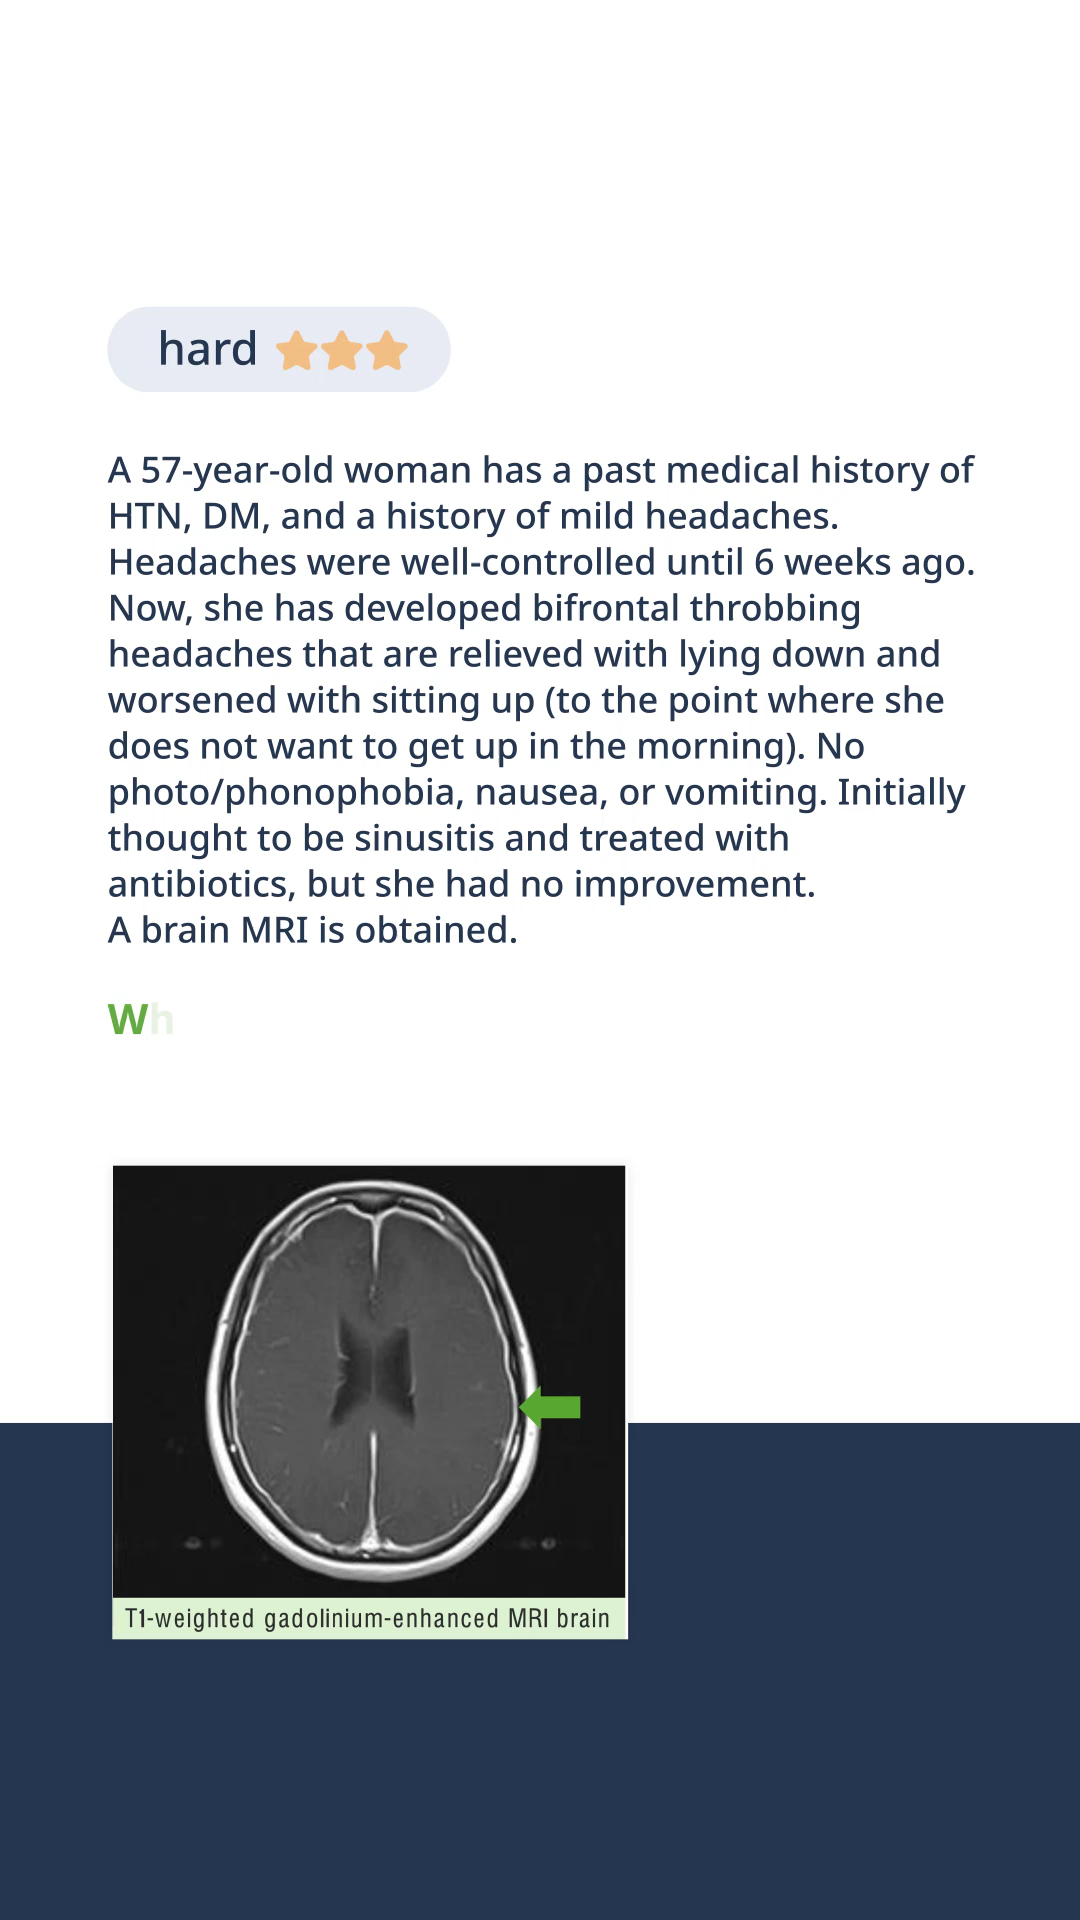 hard
A 57-year-old woman has a past medical history of
HTN, DM, and a history of mild headaches.
Headaches were well-controlled until 6 weeks ago.
Now, she has developed bifrontal throbbing
headaches that are relieved with lying down and
worsened with sitting up (to the point where she
does not want to get up in the morning). No
photo/phonophobia, nausea, or vomiting. Initially
thought to be sinusitis and treated with
antibiotics, but she had no improvement.
A brain MRI is obtained.
Wh
T1-weighted gadolinium-enhanced MRI brain